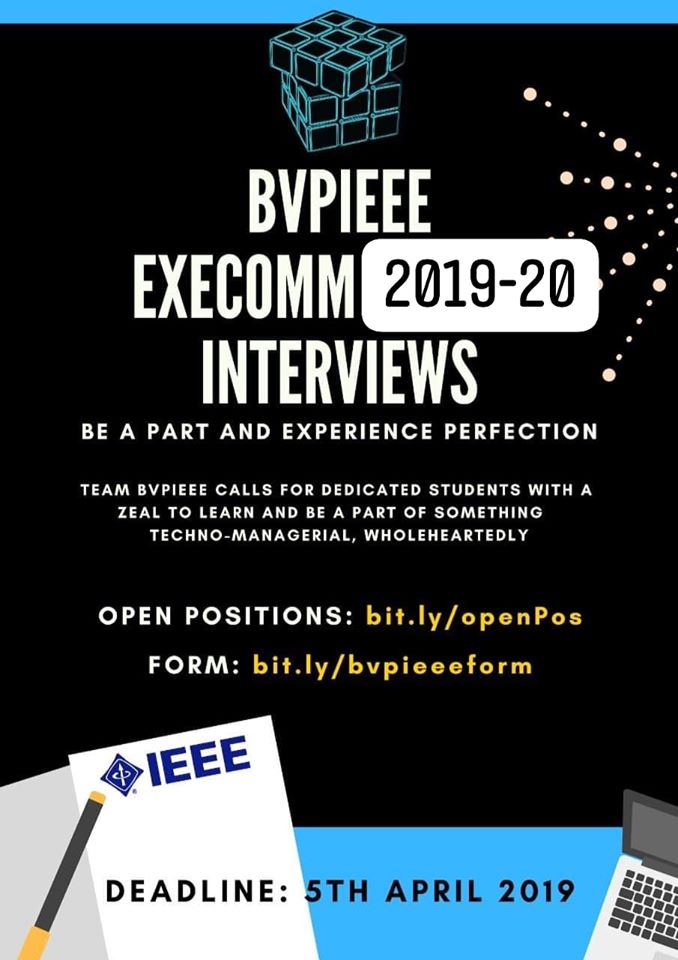 BVPIEEE
EXECOMM 2019-20
INTERVIEWS
BE A PART AND EXPERIENCE PERFECTION
TEAM BVPIEEE CALLS FOR DEDICATED STUDENTS WITH A
ZEAL TO LEARN AND BE A PART OF SOMETHING
TECHNO-MANAGERIAL, WHOLEHEARTEDLY
OPEN POSITIONS: bit.ly/openPos
FORM: bit.ly/bvpieeeform
IEEE
DEADLINE: 5TH APRIL 2019